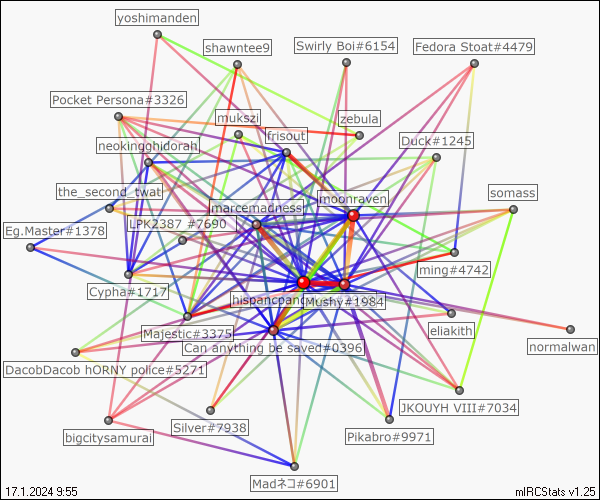 yoshimanden
shawntee9
Swirly Boi#6154
Fedora Stoat#4479
Pocket Persona#3326
mukszi
zebula
frisout
Duck#1245
neokingghidorah
the_second_twat
moonraven
somass
marcemadness
LPK2387 #7690
Eg.Master#1378
ming#4742
Cypha#1717
hispancpanc
Mushy#1984
Majestic#3375
eliakith
normalwan
Can anything be saved#0396
DacobDacob hORNY police#5271
JKOUYH VIII#7034
Silver#7938
bigcitysamurai
Pikabro#9971
Madネコ#6901
17.1.2024 9:55
mIRCStats v1.25